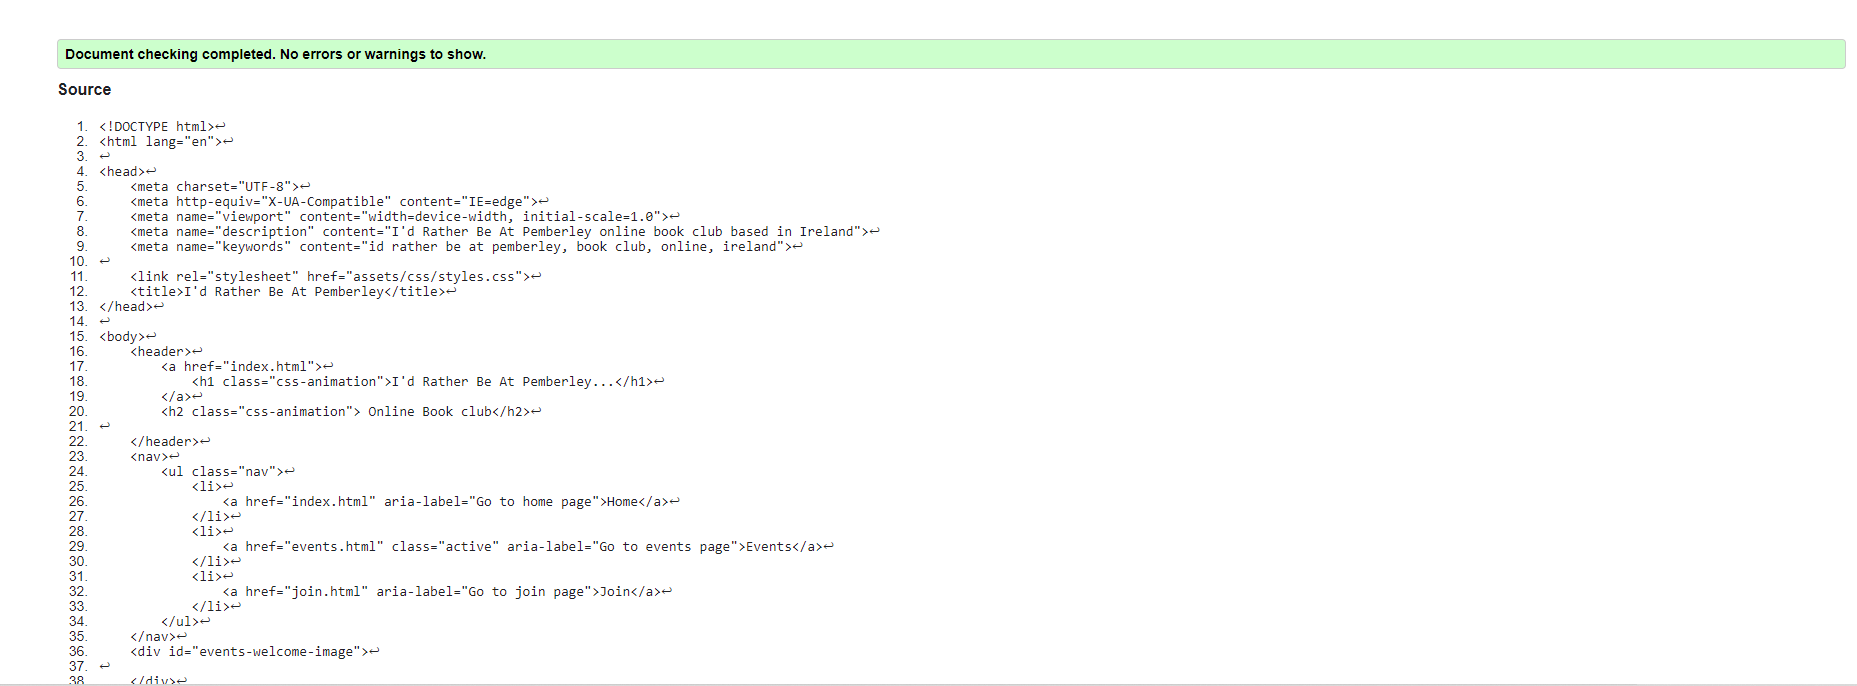 Document checking completed. No errors or warnings to show.
Source
1. <!DOCTYPE html>↩
2. <html lang="en">↩
3. ↩
4. <head>↩
5.     <meta charset="UTF-8">↩
6.     <meta http-equiv="X-UA-Compatible" content="IE=edge">↩
7.     <meta name="viewport" content="width=device-width, initial-scale=1.0">↩
8.     <meta name="description" content="I'd Rather Be At Pemberley online book club based in Ireland">↩
9.     <meta name="keywords" content="id rather be at pemberley, book club, online, ireland">↩
10. ↩
11.     <link rel="stylesheet" href="assets/css/styles.css">↩
12.     <title>I'd Rather Be At Pemberley</title>↩
13. </head>↩
14. ↩
15. <body>↩
16.     <header>↩
17.         <a href="index.html">↩
18.             <h1 class="css-animation">I'd Rather Be At Pemberley...</h1>↩
19.         </a>↩
20.         <h2 class="css-animation"> Online Book club</h2>↩
21. ↩
22.     </header>↩
23.     <nav>↩
24.         <ul class="nav">↩
25.             <li>↩
26.                 <a href="index.html" aria-label="Go to home page">Home</a>↩
27.             </li>↩
28.             <li>↩
29.                 <a href="events.html" class="active" aria-label="Go to events page">Events</a>↩
30.             </li>↩
31.             <li>↩
32.                 <a href="join.html" aria-label="Go to join page">Join</a>↩
33.             </li>↩
34.         </ul>↩
35.     </nav>↩
36.     <div id="events-welcome-image">↩
37. ↩
38.     </div>↩